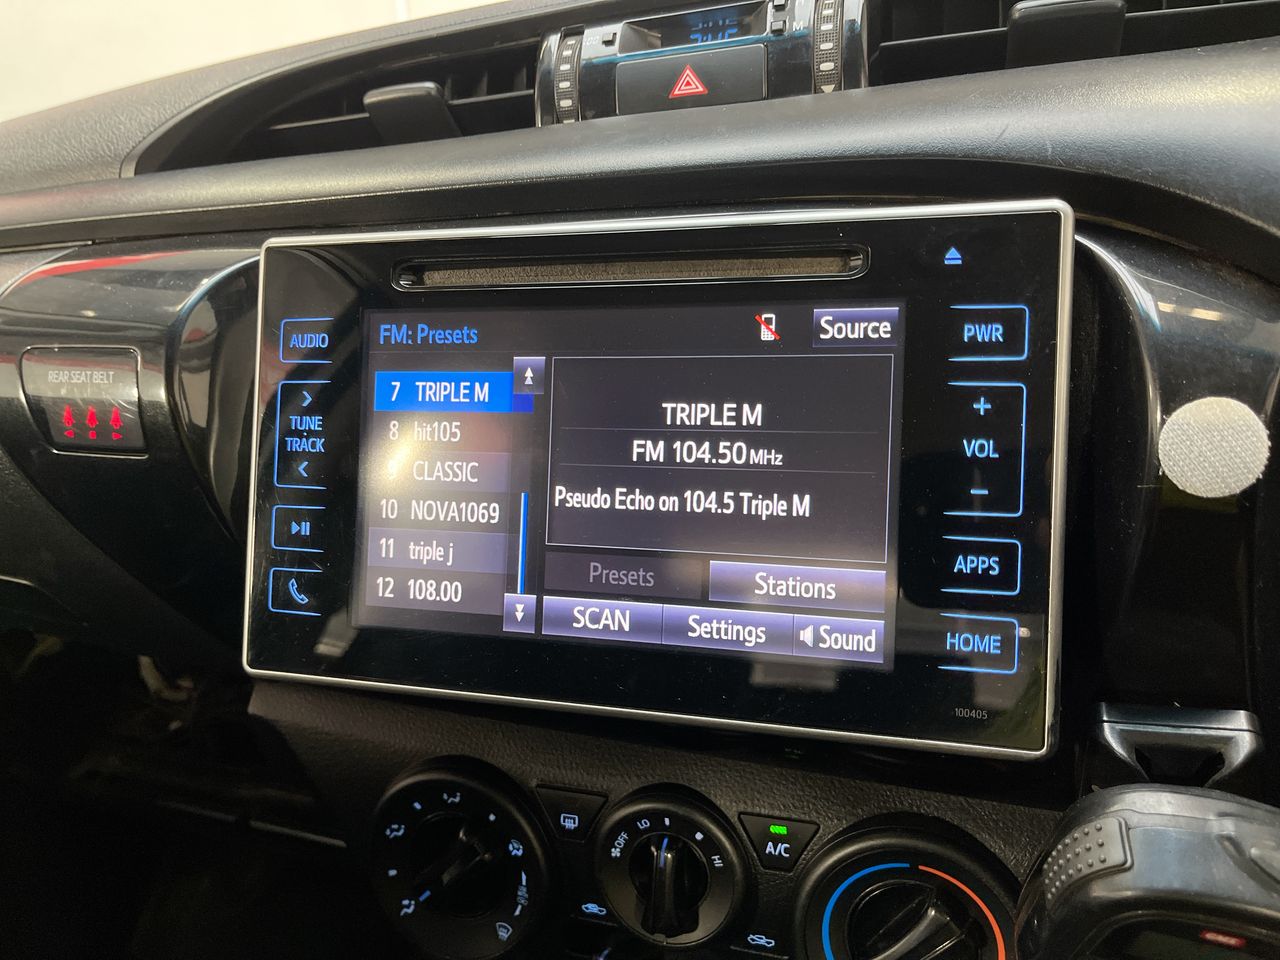 M
REAR SEAT BELT
AUDIO
TUNE
TRACK
FM: Presets
Source
7 TRIPLE M
8 hit105
9 CLASSIC
10 NOVA1069
11 triple j
12 108.00
TRIPLE M
FM 104.50 MHz
Pseudo Echo on 104.5 Triple M
Presets
Stations
SCAN
Settings
Sound
PWR
+
VOL
-
APPS
HOME
100405
OFF
LO
HI
A/C